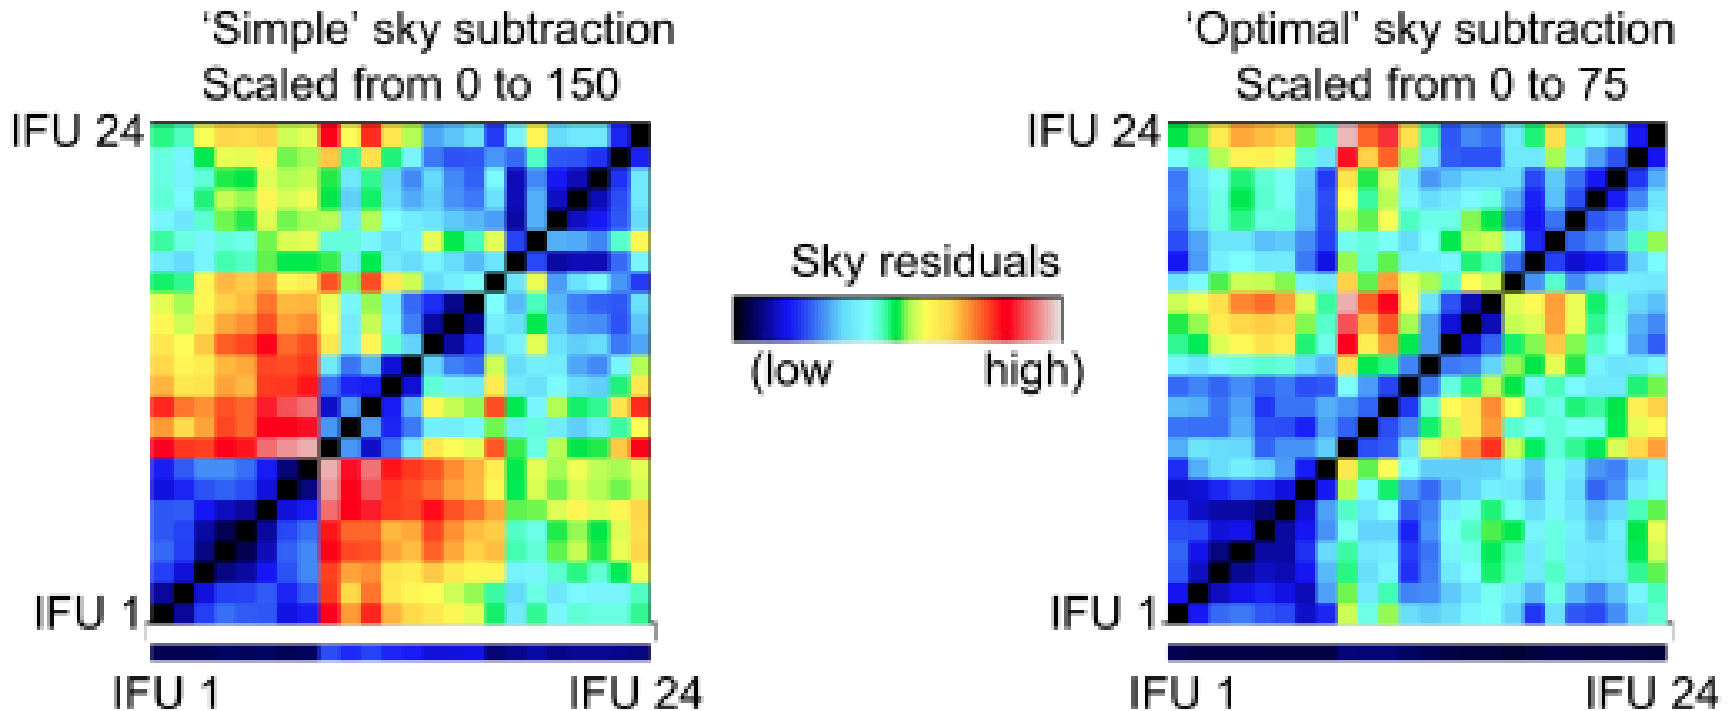 ‘Simple’ sky subtraction
Scaled from 0 to 150
IFU 24
IFU 1
IFU 1 IFU 24
Sky residuals
(low high)
‘Optimal’ sky subtraction
Scaled from 0 to 75
IFU 24
IFU 1
IFU 1 IFU 24